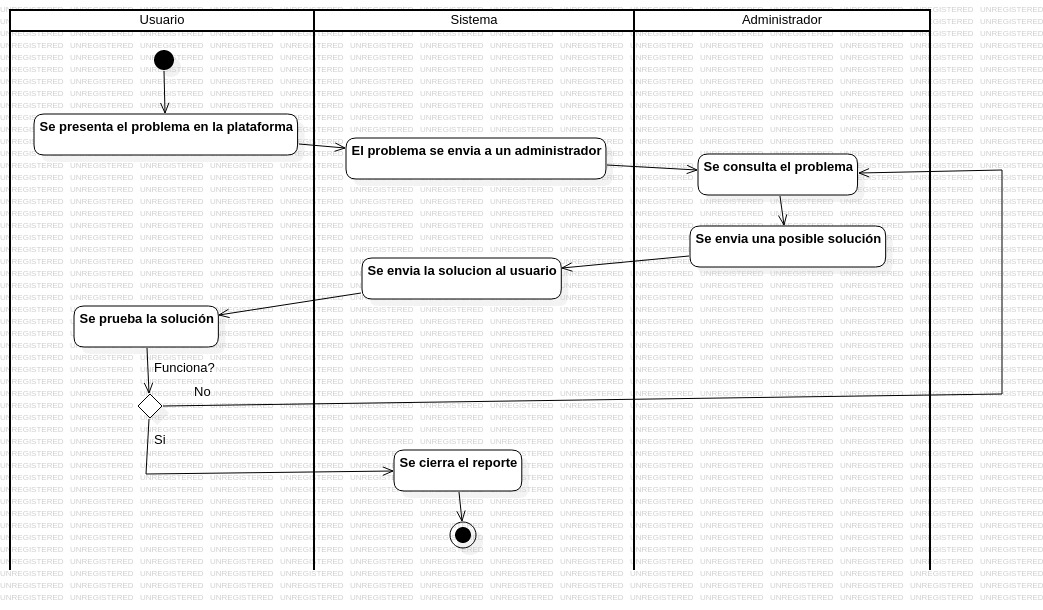 Usuario
Sistema
Administrador
Se presenta el problema en la plataforma
El problema se envia a un administrador
Se consulta el problema
Se envia una posible solución
Se envia la solucion al usuario
Se prueba la solución
Funciona?
No
Si
Se cierra el reporte
UNREGISTERED